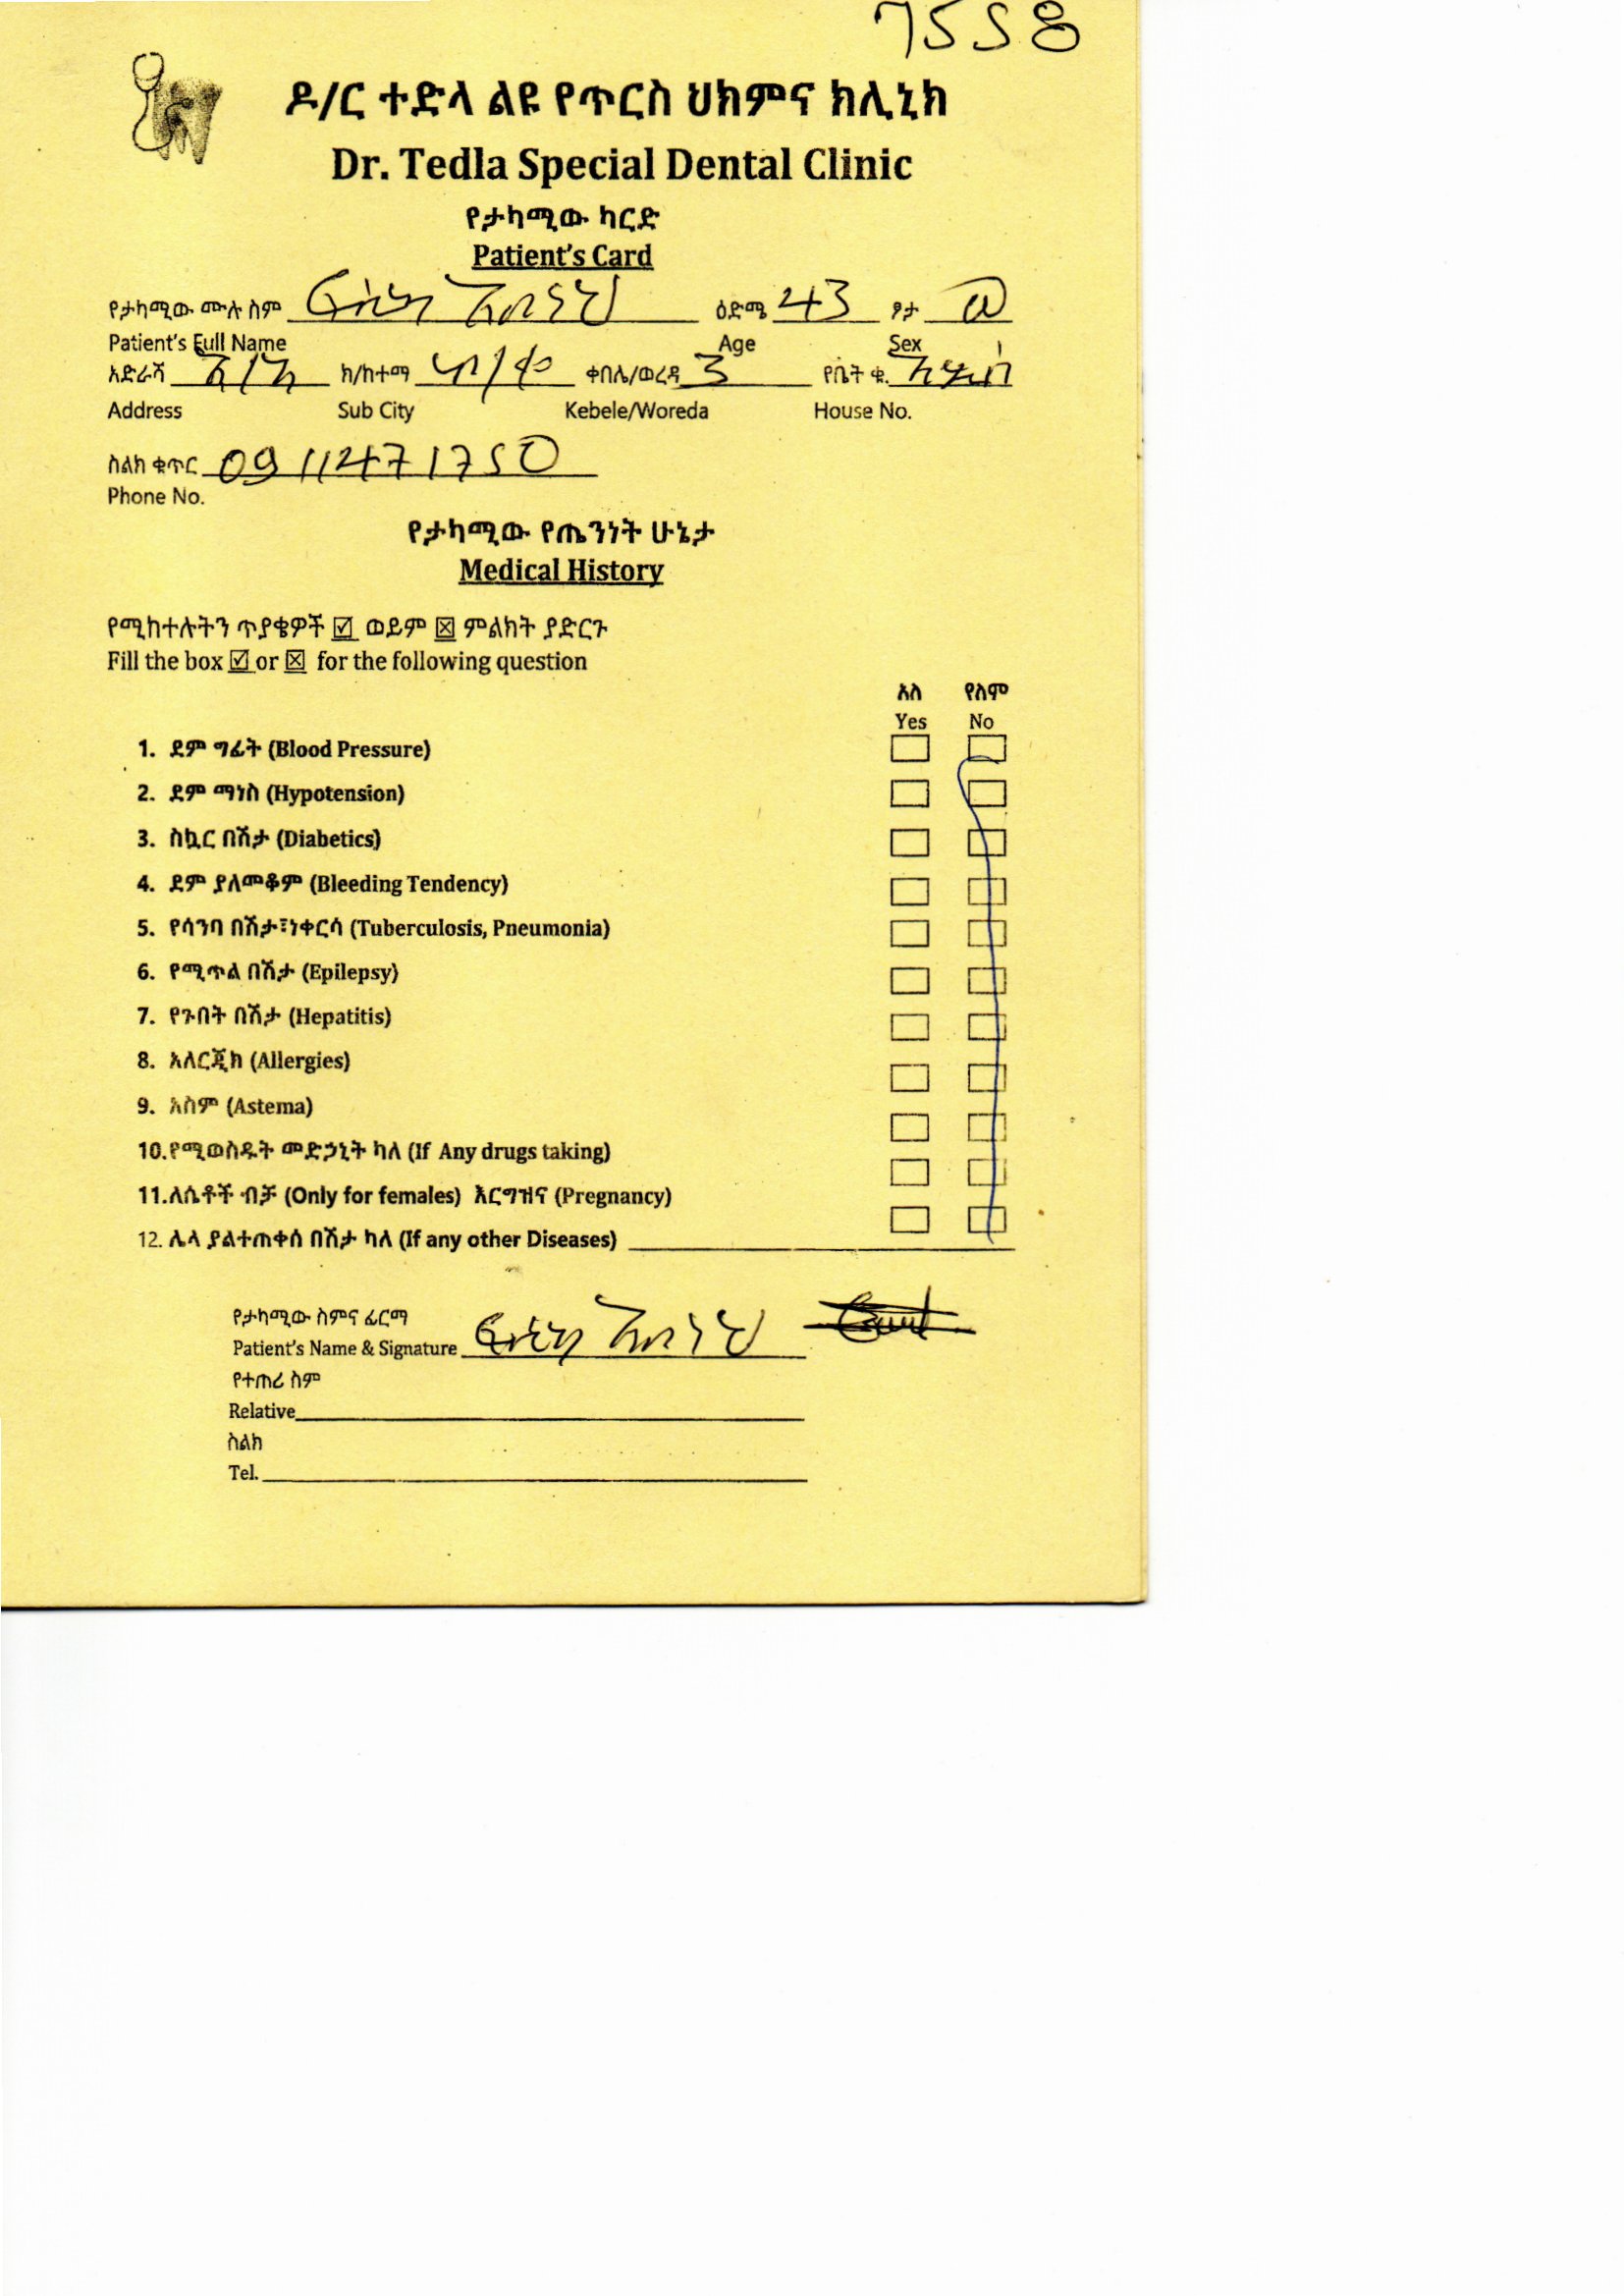 7558
ዶ/ር ተድላ ልዩ የጥርስ ህክምና ክሊኒክ
Dr. Tedla Special Dental Clinic
የታካሚው ካርድ
Patient's Card
የታካሚው ሙሉ ስም ዕድሜ 43 ፆታ ወ
Patient's Full Name Age Sex
አድራሻ አ/አ ክ/ከተማ ቀበሌ/ወረዳ 3 የቤት ቁ.
Address Sub City Kebele/Woreda House No.
ስልክ ቁጥር 0911471750
Phone No.
የታካሚው የጤንነት ሁኔታ
Medical History
የሚከተሉትን ጥያቄዎች ☑ ወይም ☒ ምልክት ያድርጉ
Fill the box ☑ or ☒ for the following question
አለ የለም
Yes No
1. ደም ግፊት (Blood Pressure)
2. ደም ማነስ (Hypotension)
3. ስኳር በሽታ (Diabetics)
4. ደም ያለመቆም (Bleeding Tendency)
5. የሳንባ በሽታ፣ነቀርሳ (Tuberculosis, Pneumonia)
6. የሚጥል በሽታ (Epilepsy)
7. የጉበት በሽታ (Hepatitis)
8. አለርጂክ (Allergies)
9. አስም (Astema)
10.የሚወስዱት መድኃኒት ካለ (If Any drugs taking)
11.ለሴቶች ብቻ (Only for females) እርግዝና (Pregnancy)
12. ሌላ ያልተጠቀሰ በሽታ ካለ (If any other Diseases)
የታካሚው ስምና ፊርማ
Patient's Name & Signature
የተጠሪ ስም
Relative
ስልክ
Tel.